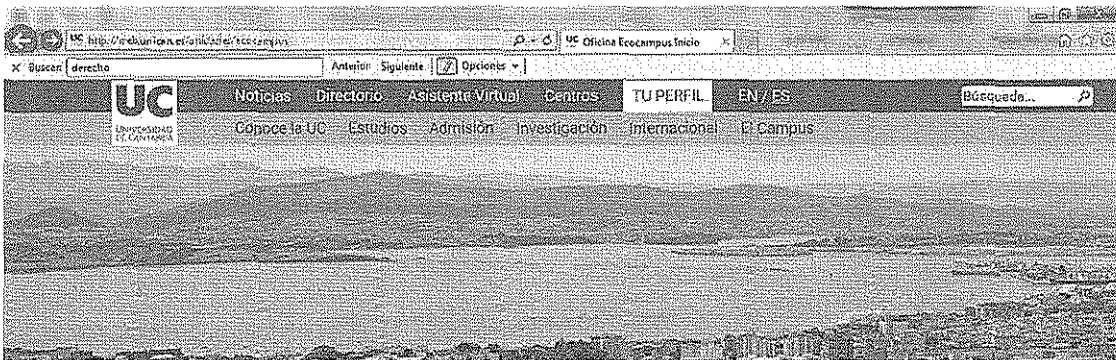 UC Oficina Ecocampus Inicio
Buscar: derecho Anterior Siguiente Opciones
UC Noticias Directorio Asistente Virtual Centros TU PERFIL EN / ES Búsqueda...
UNIVERSIDAD DE CANTABRIA
Conoce la UC Estudios Admisión Investigación Internacional El Campus